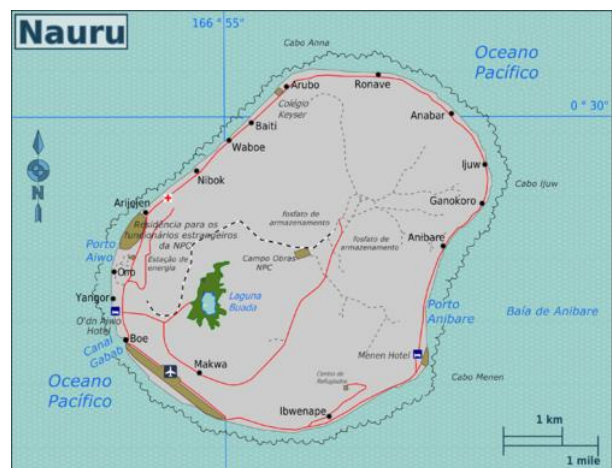 Nauru
166 °55'
Cabo Anna
Oceano
Pacífico
Ronave
Arubo
Colégio
Keyser
Anabar
0 ° 30'
Baiti
Waboe
Ijuw
Nibok
Cabo Ijuw
N
Arijejen
Ganokoro
Residência para os
funcionários estrangeiros
da NPC
fosfato de
armazenamento
fosfato de
armazenamento
Porto
Aiwo
Estação de
energia
Campo Obras
NPC
Anibare
Yangor
Laguna
Buada
Porto
Anibare
Baía de Anibare
O'dn Aiwo
Hotel
Canal
Gabab
Boe
Menen Hotel
Makwa
Cabo Menen
Oceano
Pacífico
Centro de
Refugiados
Ibwenape
1 km
1 mile